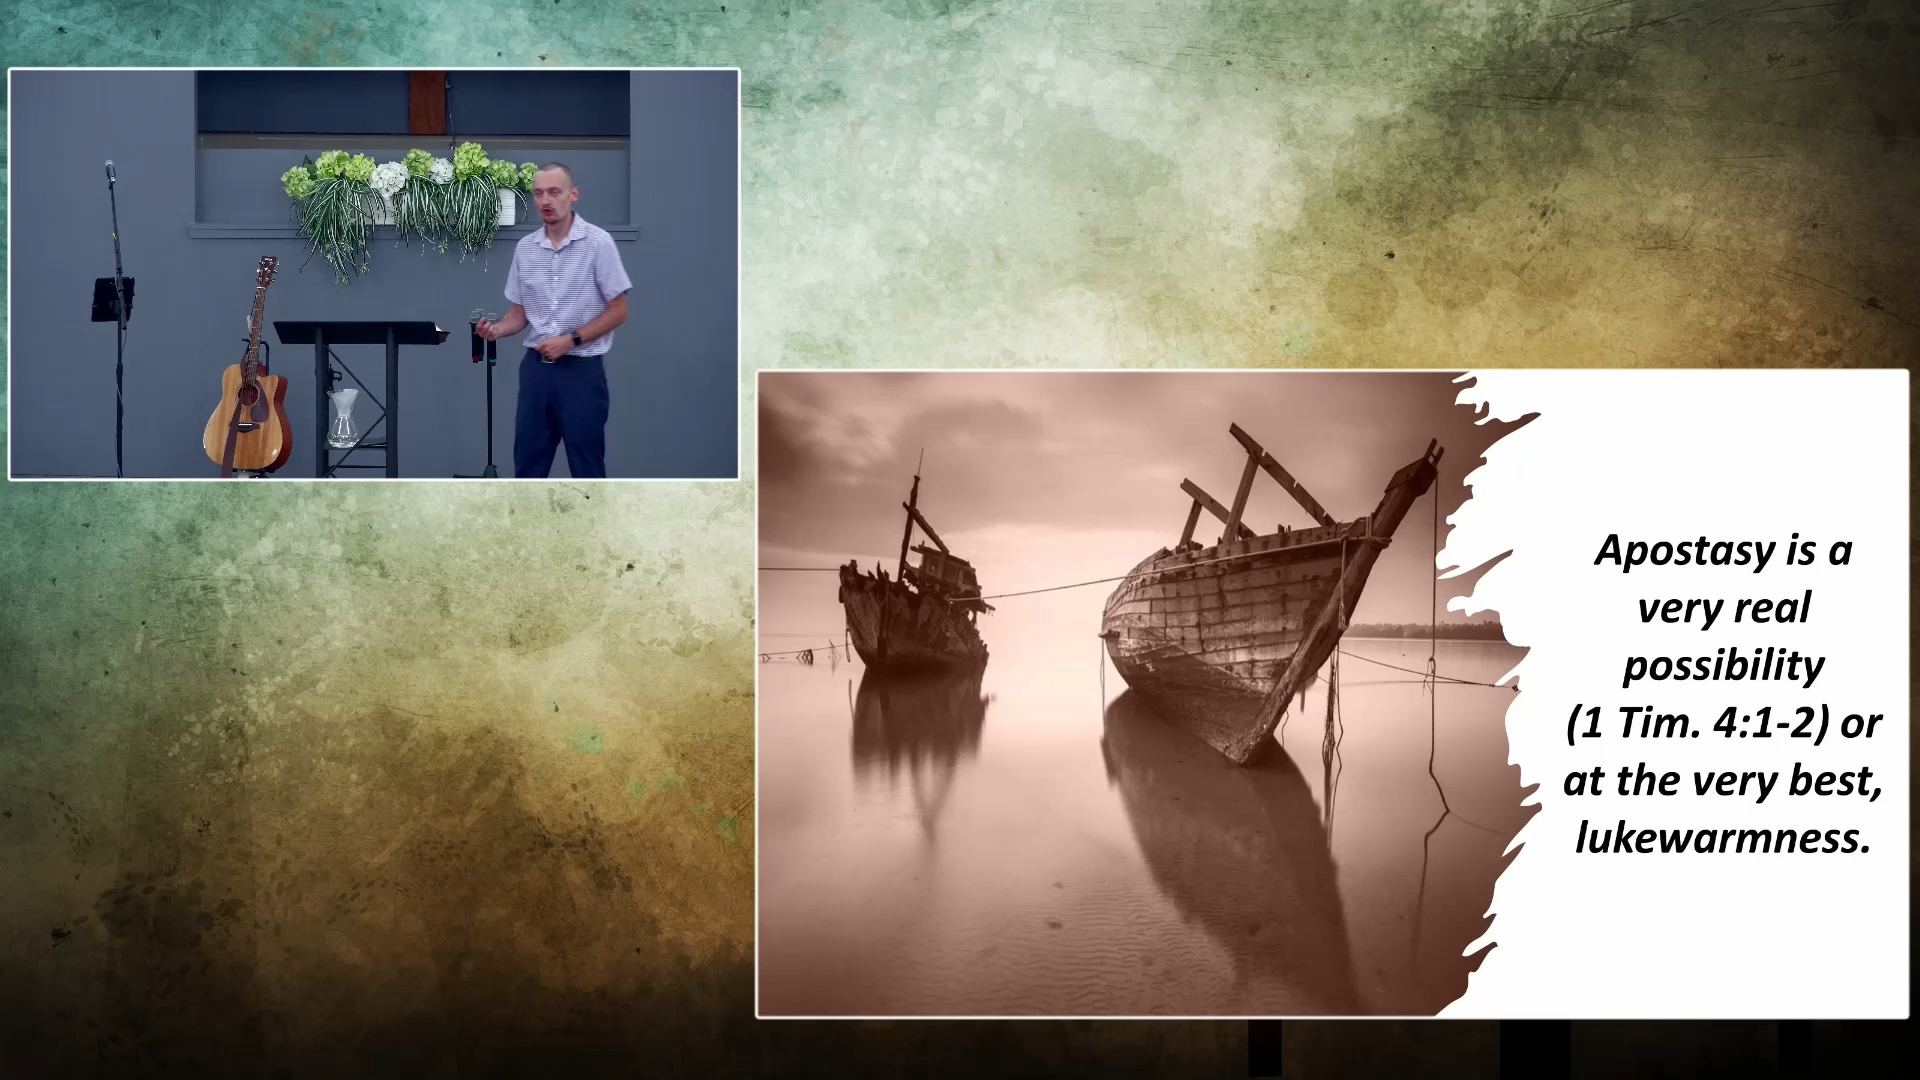 Apostasy is a
very real
possibility
(1 Tim. 4:1-2) or
at the very best,
lukewarmness.